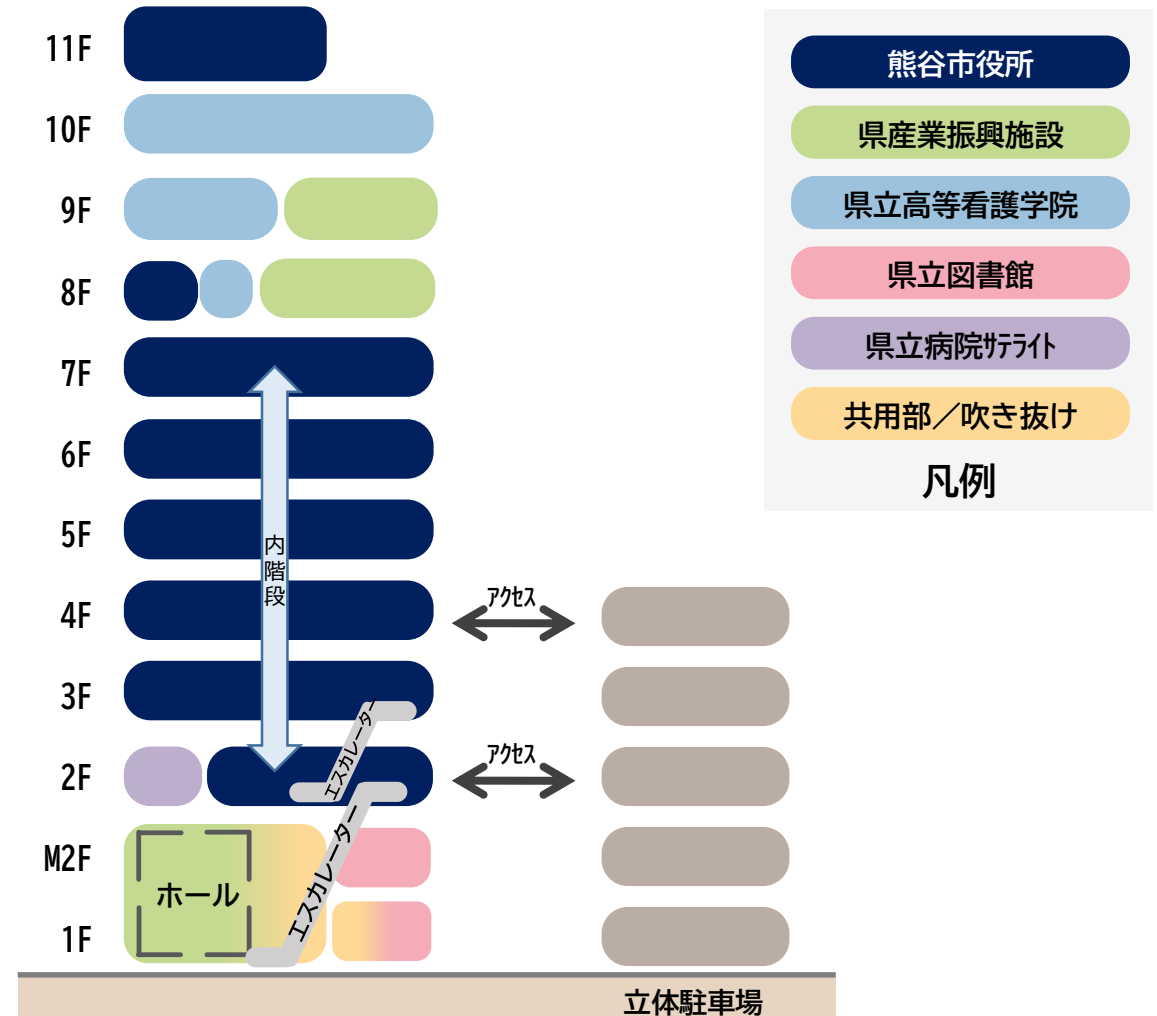 11F
10F
9F
8F
7F
6F
5F
4F
3F
2F
M2F
1F
内階段
アクセス
アクセス
エスカレーター
エスカレーター
ホール
立体駐車場
熊谷市役所
県産業振興施設
県立高等看護学院
県立図書館
県立病院ｻﾃﾗｲﾄ
共用部／吹き抜け
凡例